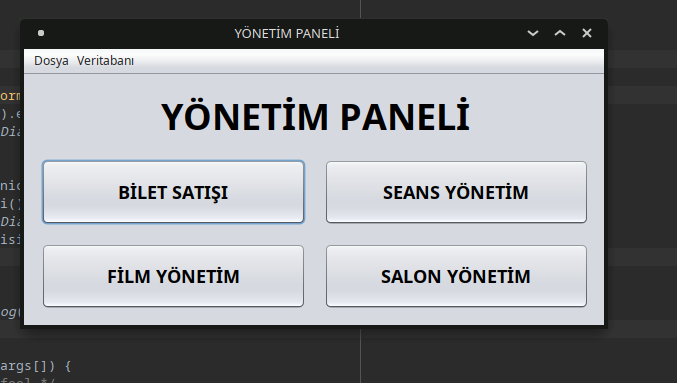 YÖNETİM PANELİ
Dosya Veritabanı
YÖNETİM PANELİ
BİLET SATIŞI
SEANS YÖNETİM
FİLM YÖNETİM
SALON YÖNETİM
orm
).e
Dia
nic
i()
Dia
isi
og(
args[]) {